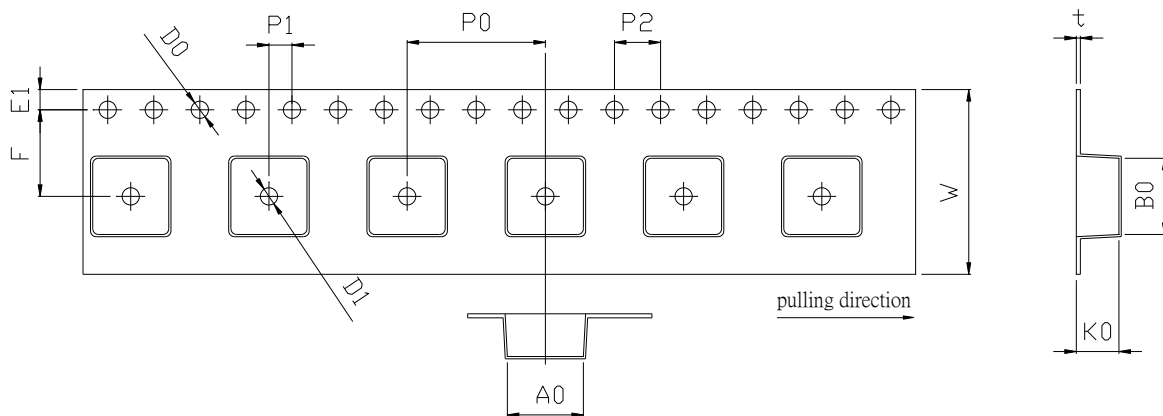 P1
P0
P2
t
D0
E1
F
W
B0
D1
pulling direction
K0
A0